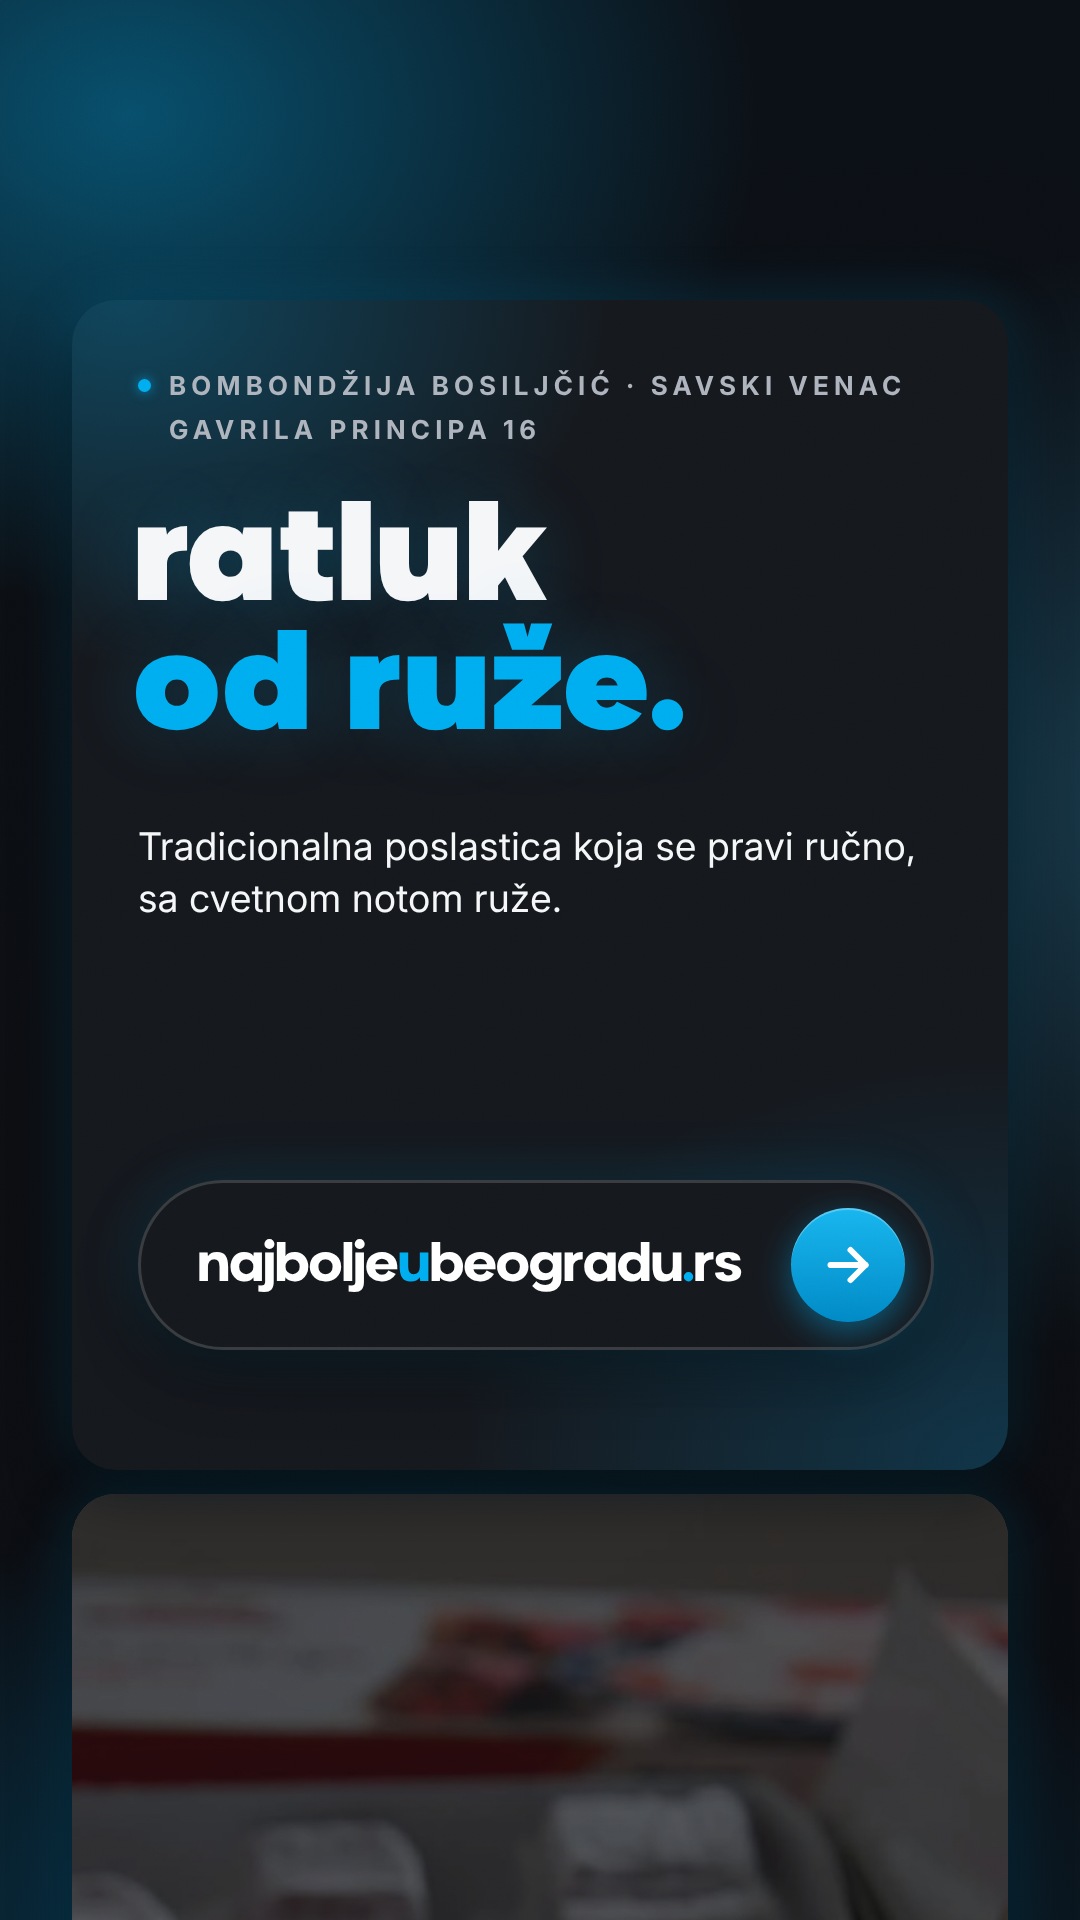 BOMBONDŽIJA BOSILJČIĆ · SAVSKI VENAC
GAVRILA PRINCIPA 16
ratluk
od ruže.
Tradicionalna poslastica koja se pravi ručno,
sa cvetnom notom ruže.
najboljeubeogradu.rs